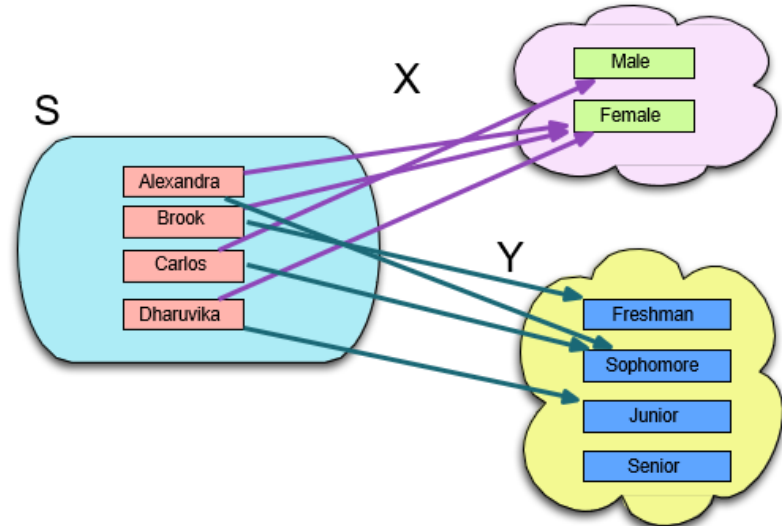 S
Alexandra
Brook
Carlos
Dharuvika
X
Male
Female
Y
Freshman
Sophomore
Junior
Senior